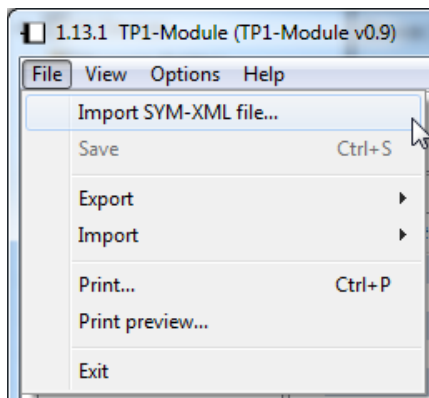 1.13.1 TP1-Module (TP1-Module v0.9)
File View Options Help
Import SYM-XML file...
Save Ctrl+S
Export
Import
Print... Ctrl+P
Print preview...
Exit